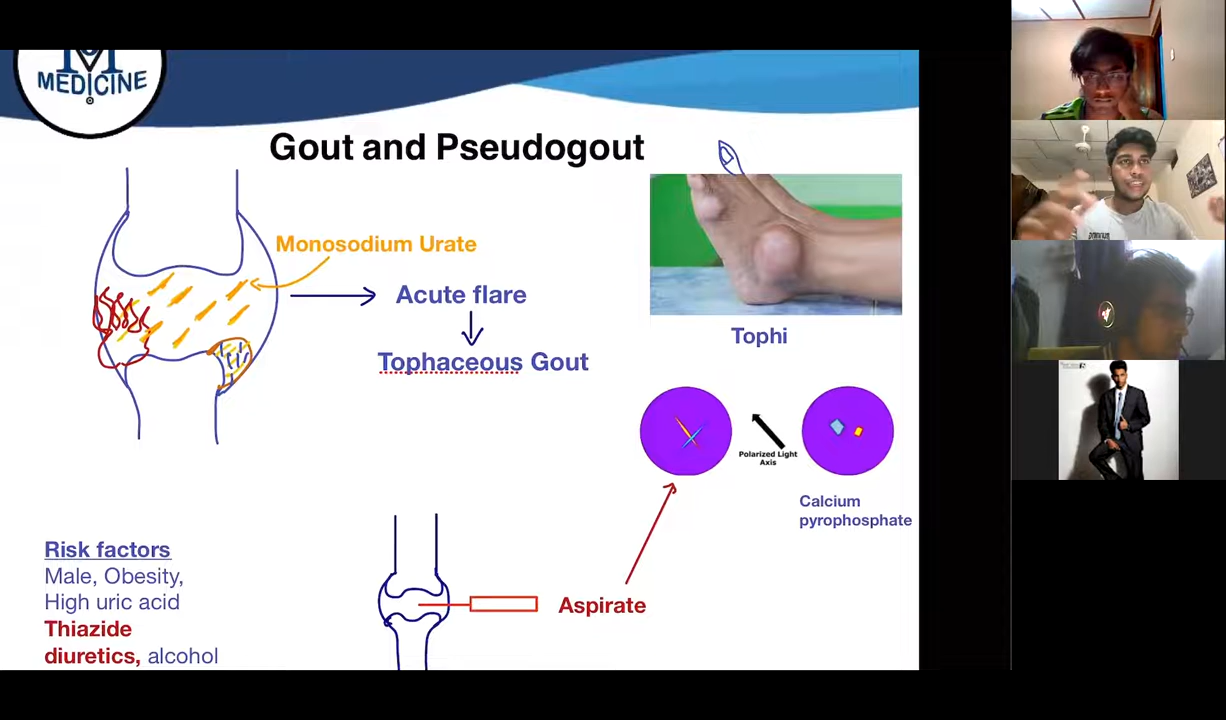 MEDICINE
Gout and Pseudogout
Monosodium Urate
Acute flare
Tophaceous Gout
Tophi
Polarized Light
Axis
Calcium
pyrophosphate
Risk factors
Male, Obesity,
High uric acid
Thiazide
diuretics, alcohol
Aspirate